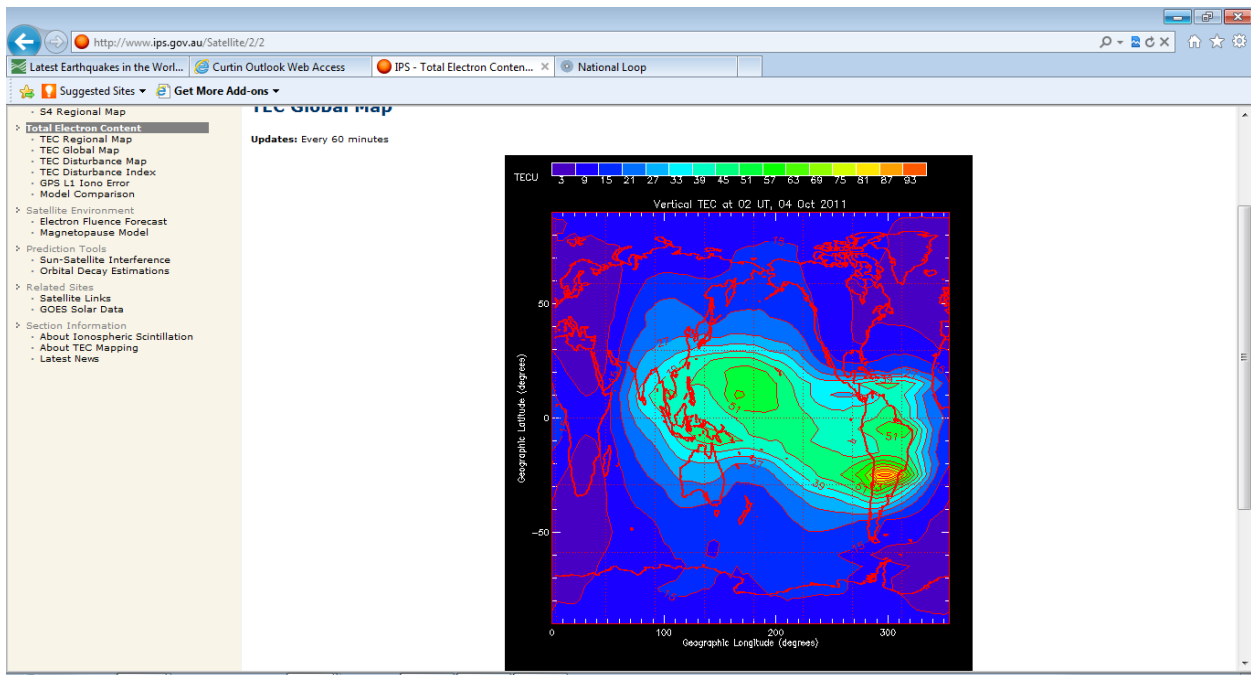 http://www.ips.gov.au/Satellite/2/2
Latest Earthquakes in the Worl...
Curtin Outlook Web Access
IPS - Total Electron Conten...
National Loop
Suggested Sites
Get More Add-ons
S4 Regional Map
Total Electron Content
TEC Regional Map
TEC Global Map
TEC Disturbance Map
TEC Disturbance Index
GPS L1 Iono Error
Model Comparison
Satellite Environment
Electron Fluence Forecast
Magnetopause Model
Prediction Tools
Sun-Satellite Interference
Orbital Decay Estimations
Related Sites
Satellite Links
GOES Solar Data
Section Information
About Ionospheric Scintillation
About TEC Mapping
Latest News
TEC Global Map
Updates: Every 60 minutes
TECU
3 9 15 21 27 33 39 45 51 57 63 69 75 81 87 93
Vertical TEC at 02 UT, 04 Oct 2011
Geographic Latitude (degrees)
50
0
-50
27
51
51
39
0 100 200 300
Geographic Longitude (degrees)